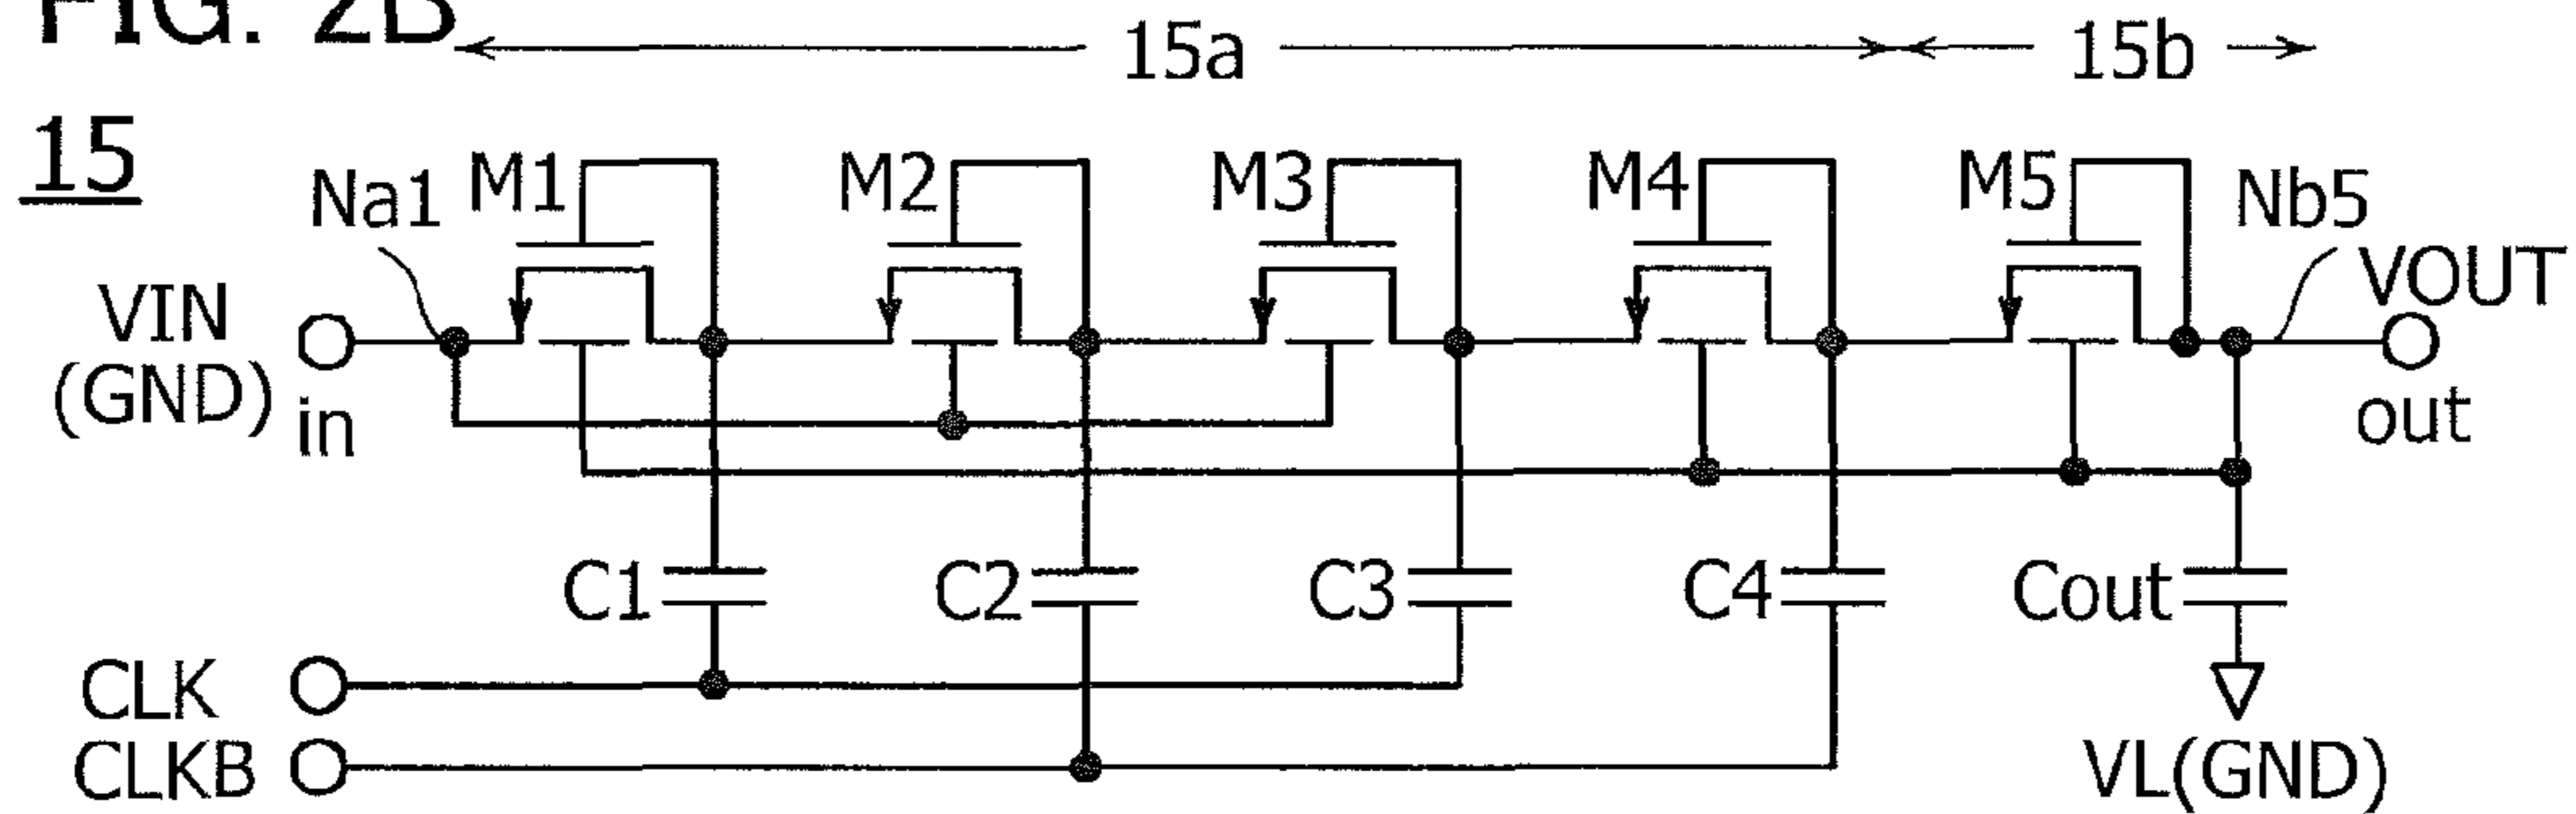 FIG. 2B
15a 15b
15
Na1 M1 M2 M3 M4 M5 Nb5
VIN
(GND)
in
VOUT
out
C1 C2 C3 C4 Cout
CLK
CLKB
VL(GND)